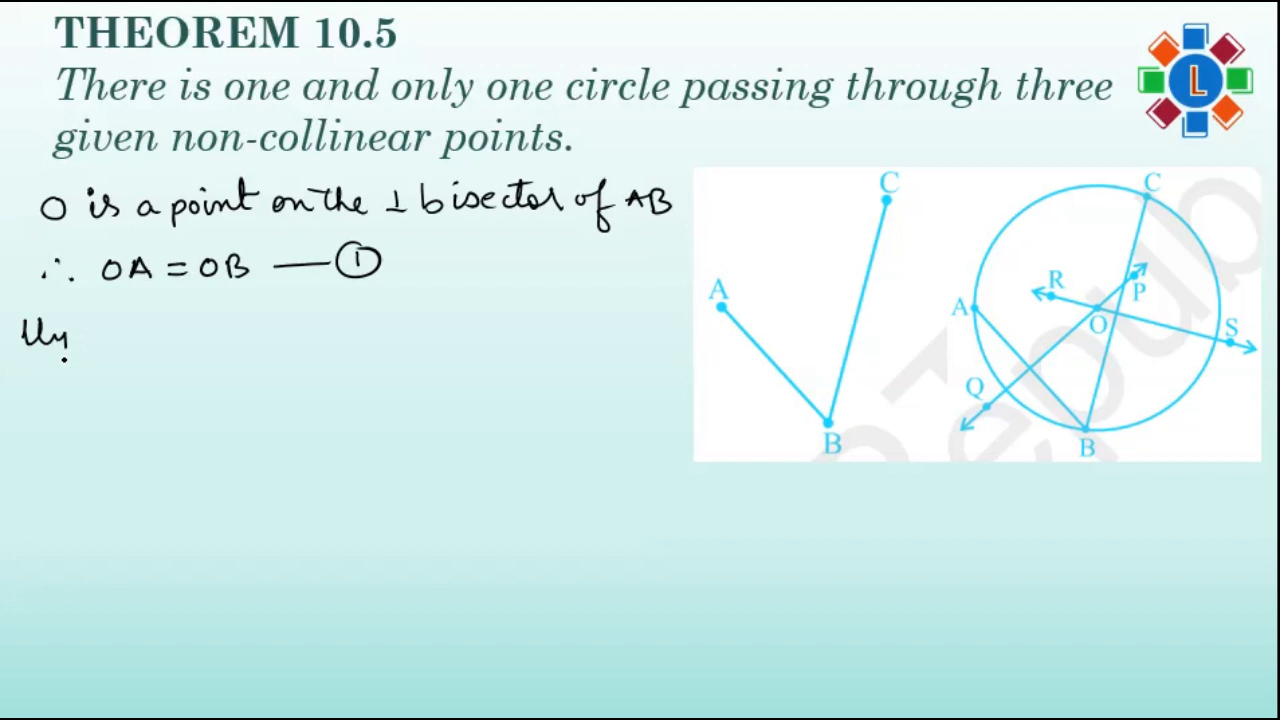 THEOREM 10.5
There is one and only one circle passing through three
given non-collinear points.
L
O is a point on the ⊥ bisector of AB
∴ OA = OB —— ①
llly
A
B
C
C
R
P
A
O
S
Q
B